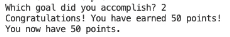 Which goal did you accomplish? 2
Congratulations! You have earned 50 points!
You now have 50 points.